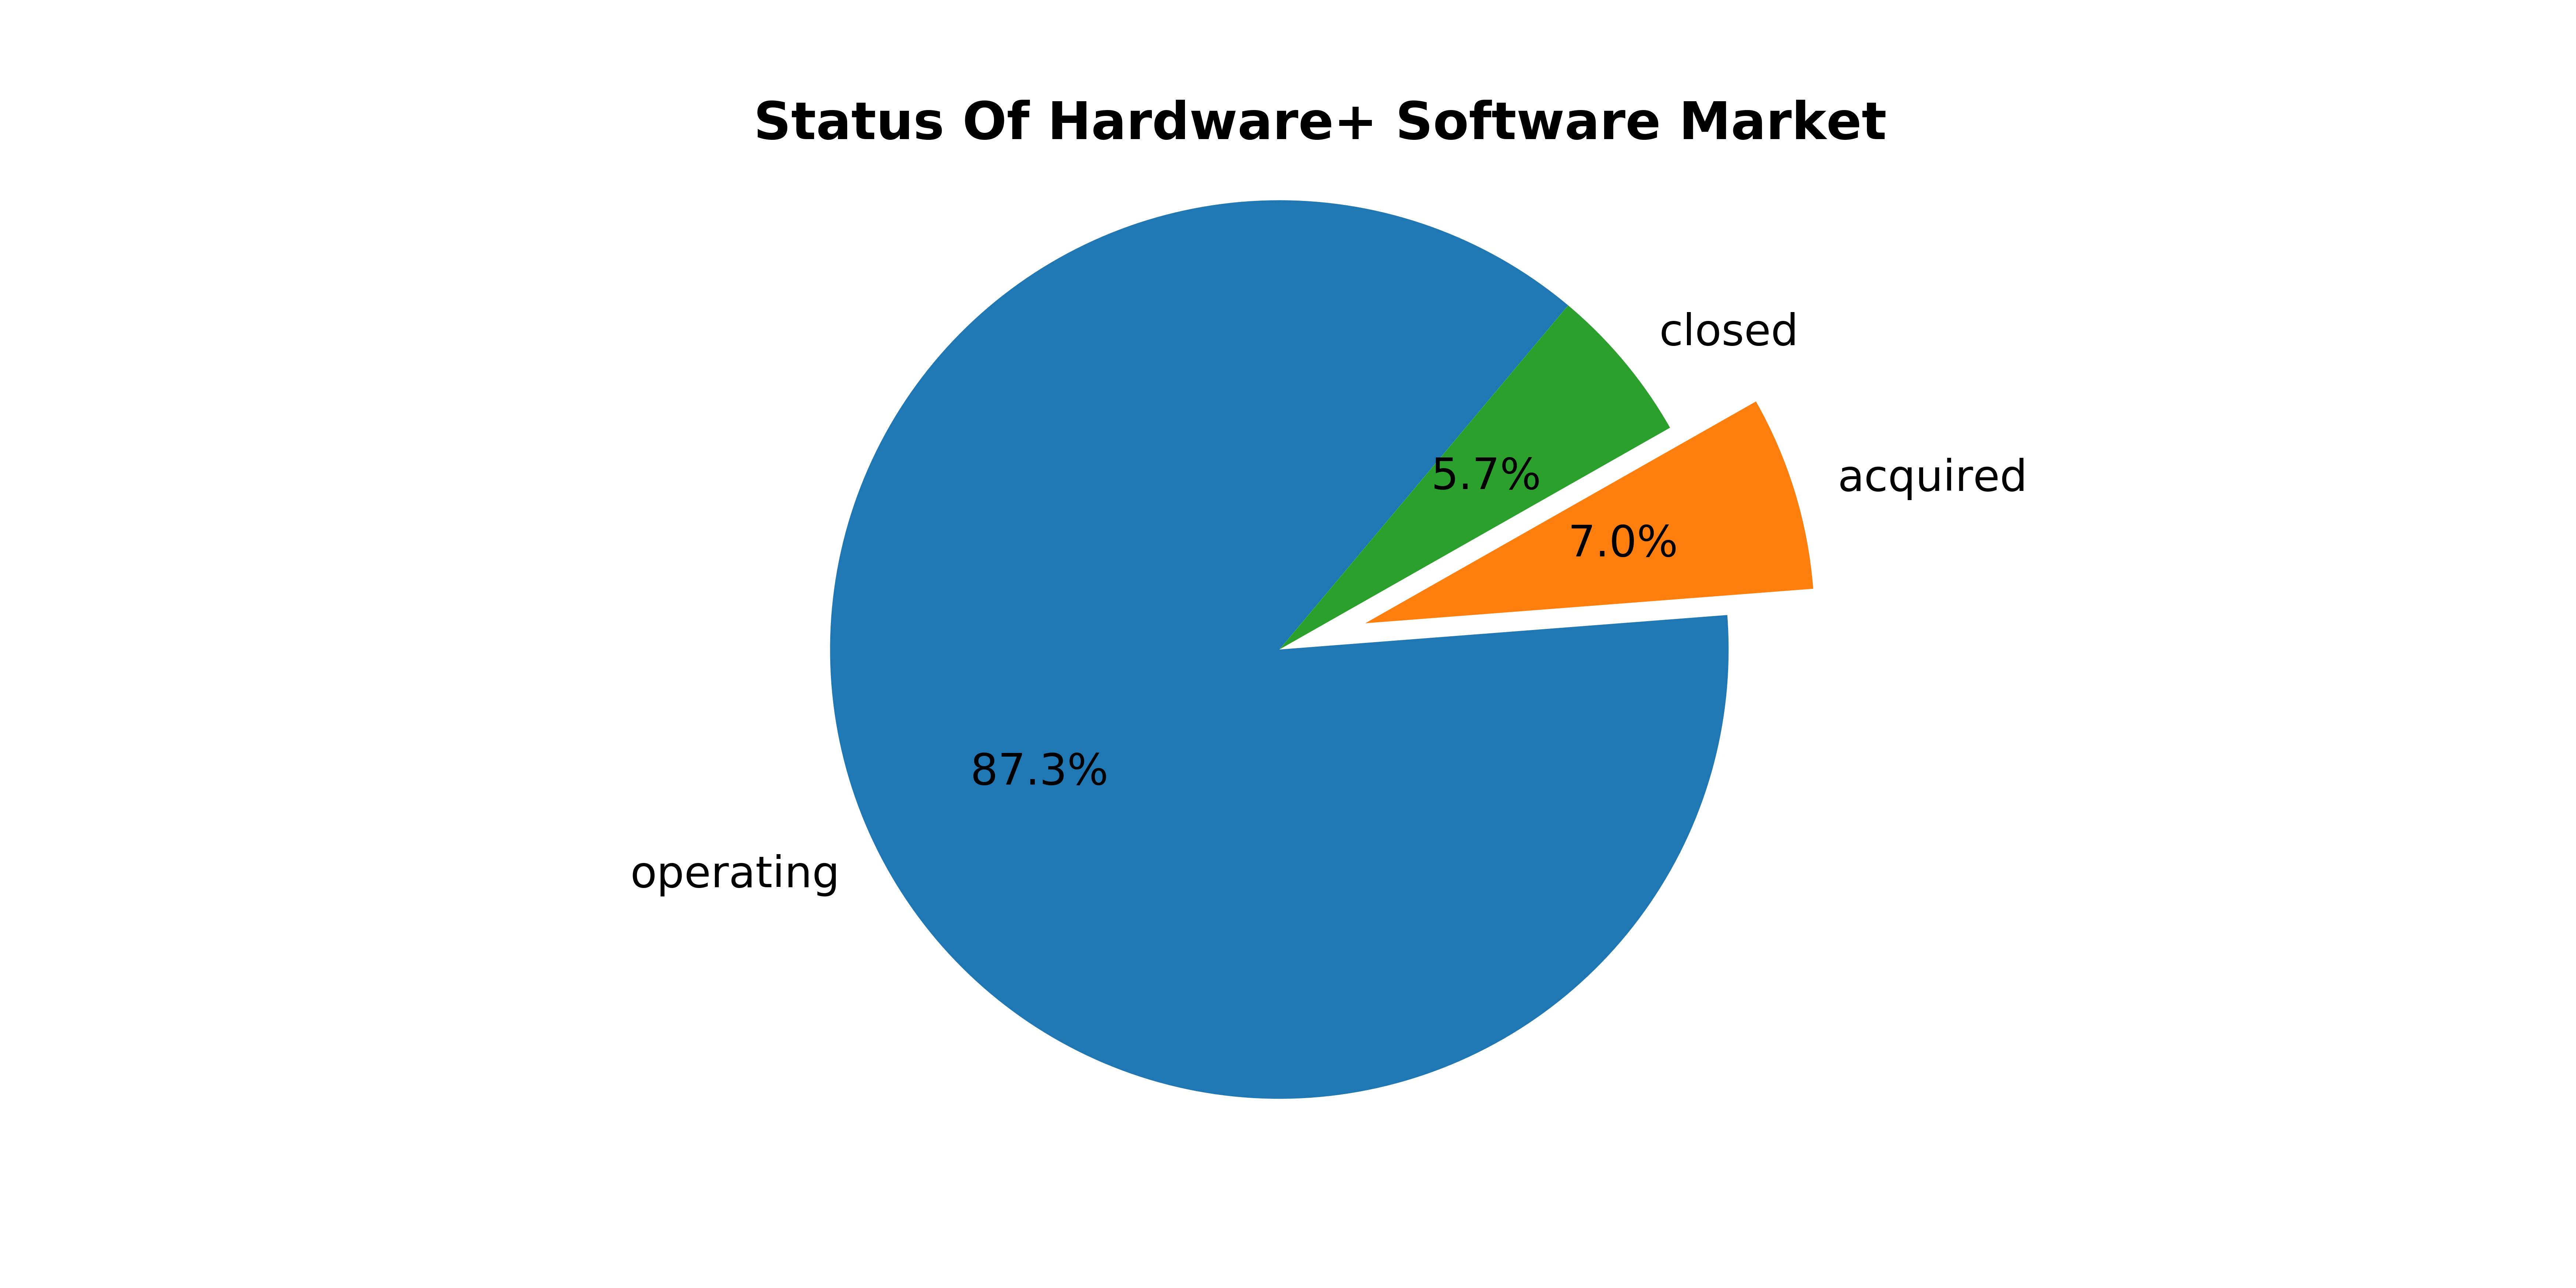 Status Of Hardware+ Software Market
closed
5.7%
acquired
7.0%
87.3%
operating